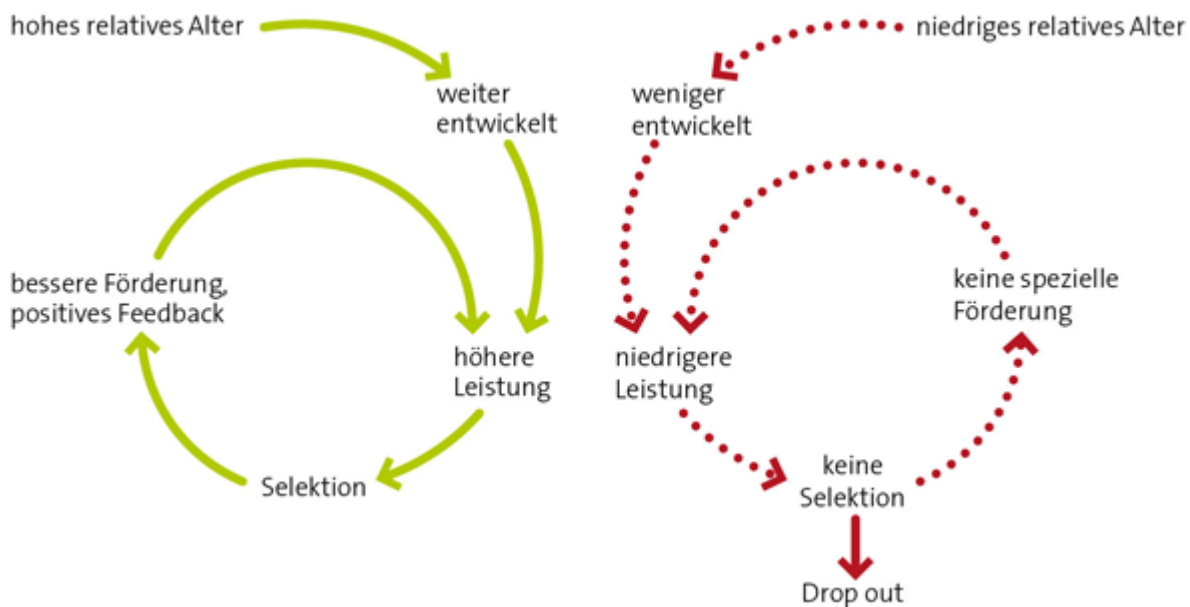 hohes relatives Alter
weiter
entwickelt
bessere Förderung,
positives Feedback
höhere
Leistung
Selektion
niedriges relatives Alter
weniger
entwickelt
keine spezielle
Förderung
niedrigere
Leistung
keine
Selektion
Drop out